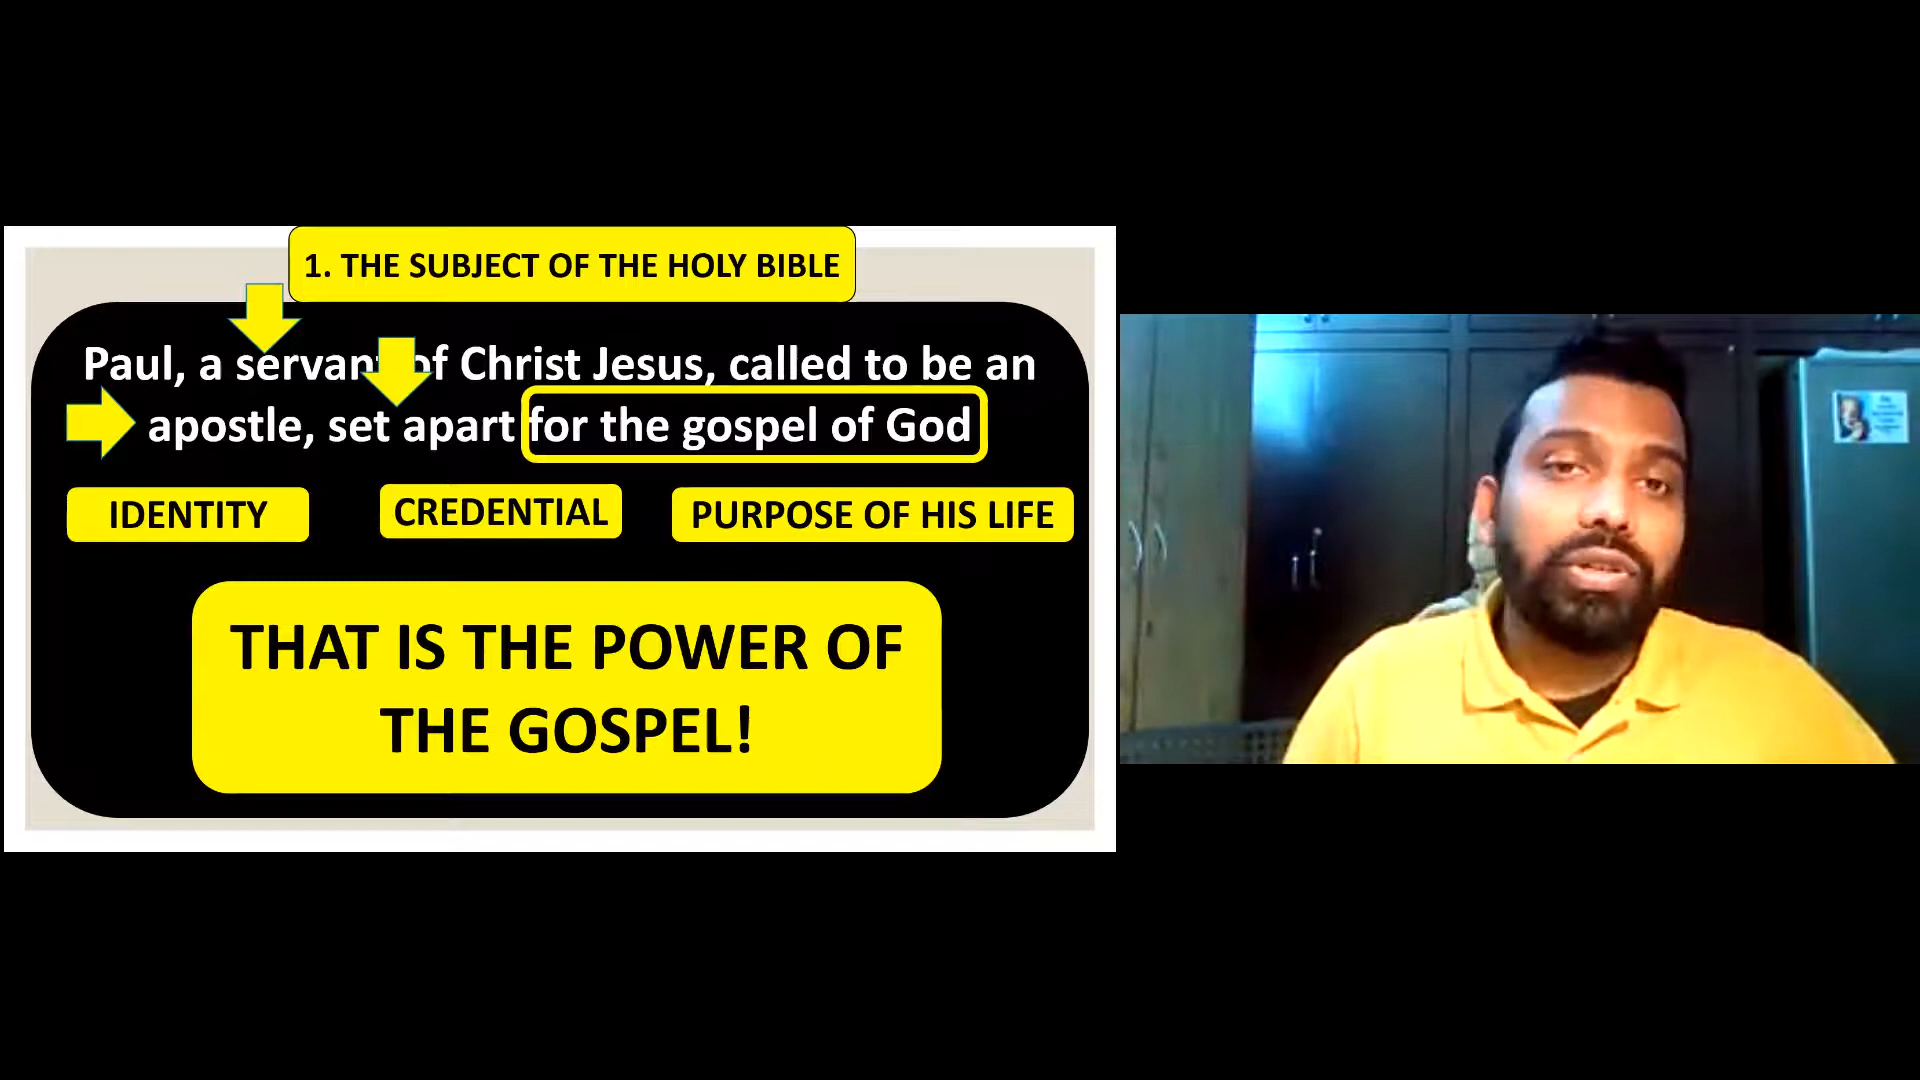 1. THE SUBJECT OF THE HOLY BIBLE
Paul, a servant of Christ Jesus, called to be an
apostle, set apart for the gospel of God
IDENTITY
CREDENTIAL
PURPOSE OF HIS LIFE
THAT IS THE POWER OF
THE GOSPEL!